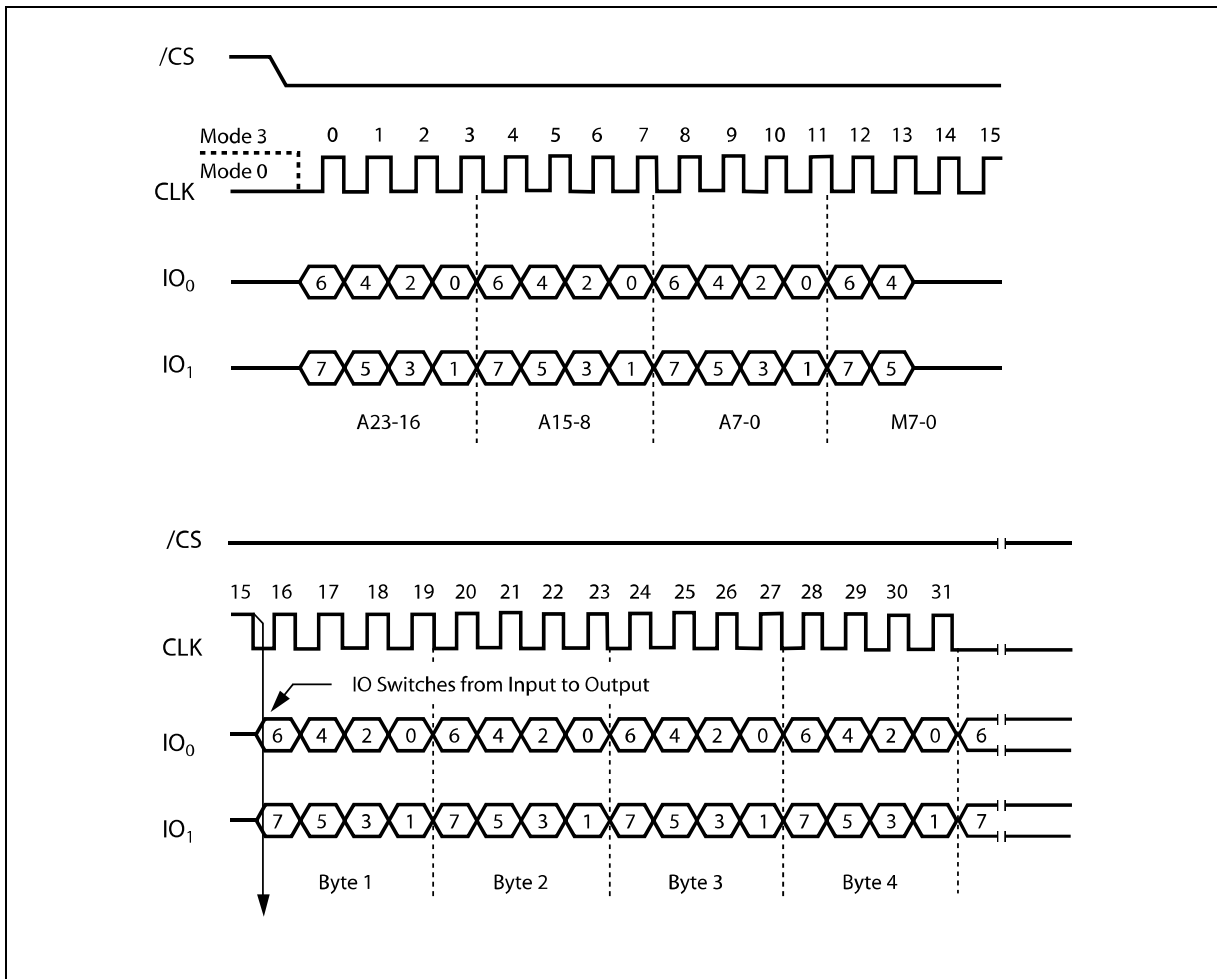 /CS
Mode 3
0 1 2 3 4 5 6 7 8 9 10 11 12 13 14 15
Mode 0
CLK
IO₀ 6 4 2 0 6 4 2 0 6 4 2 0 6 4
IO₁ 7 5 3 1 7 5 3 1 7 5 3 1 7 5
A23-16 A15-8 A7-0 M7-0
/CS
15 16 17 18 19 20 21 22 23 24 25 26 27 28 29 30 31
CLK
IO Switches from Input to Output
IO₀ 6 4 2 0 6 4 2 0 6 4 2 0 6 4 2 0 6
IO₁ 7 5 3 1 7 5 3 1 7 5 3 1 7 5 3 1 7
Byte 1 Byte 2 Byte 3 Byte 4